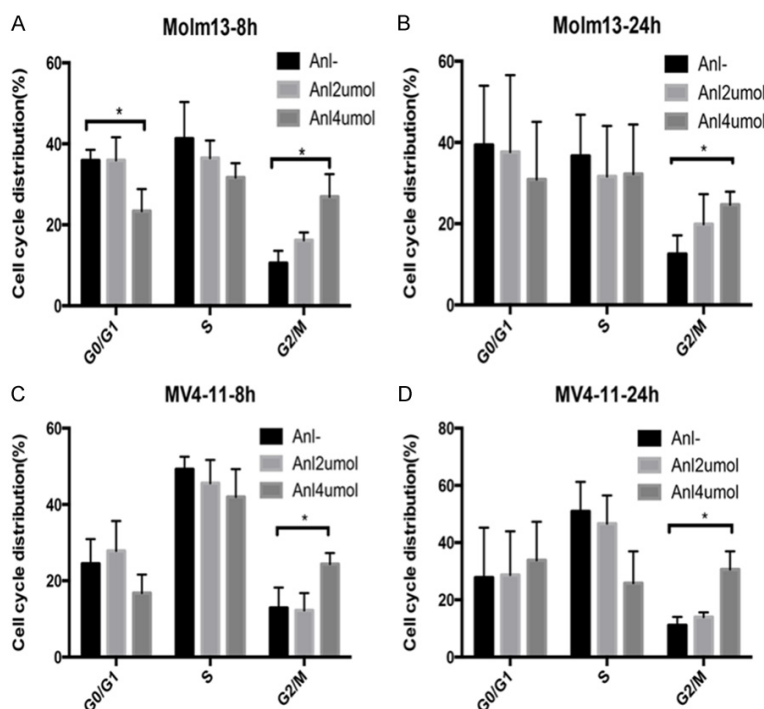 A
Molm13-8h
Cell cycle distribution(%)
60
40
20
0
Anl-
Anl2umol
Anl4umol
*
*
G0/G1
S
G2/M
B
Molm13-24h
Cell cycle distribution(%)
60
40
20
0
Anl-
Anl2umol
Anl4umol
*
G0/G1
S
G2/M
C
MV4-11-8h
Cell cycle distribution(%)
60
40
20
0
Anl-
Anl2umol
Anl4umol
*
G0/G1
S
G2/M
D
MV4-11-24h
Cell cycle distribution(%)
80
60
40
20
0
Anl-
Anl2umol
Anl4umol
*
G0/G1
S
G2/M